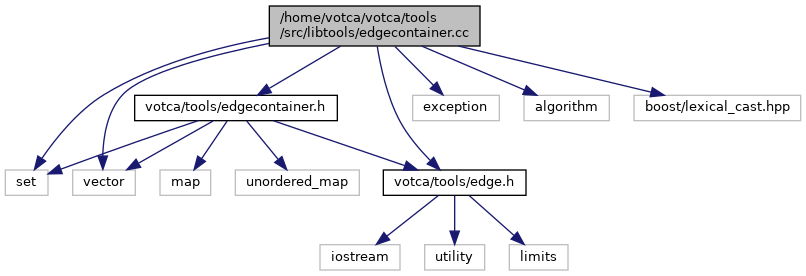 /home/votca/votca/tools
/src/libtools/edgecontainer.cc
votca/tools/edgecontainer.h
exception
algorithm
boost/lexical_cast.hpp
set
vector
map
unordered_map
votca/tools/edge.h
iostream
utility
limits